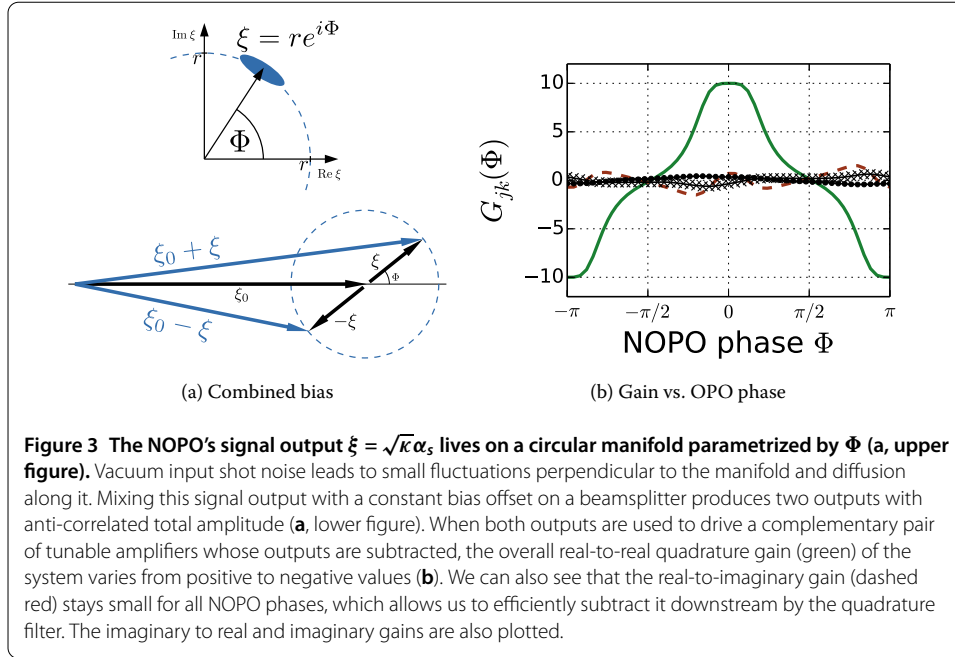 Im ξ
ξ = re^{iΦ}
r
Φ
r
Re ξ
ξ₀ + ξ
ξ
Φ
ξ₀
−ξ
ξ₀ − ξ
(a) Combined bias
G_{jk}(Φ)
10
5
0
−5
−10
−π
−π/2
0
π/2
π
NOPO phase Φ
(b) Gain vs. OPO phase
Figure 3 The NOPO's signal output ξ = √κα_s lives on a circular manifold parametrized by Φ (a, upper
figure). Vacuum input shot noise leads to small fluctuations perpendicular to the manifold and diffusion
along it. Mixing this signal output with a constant bias offset on a beamsplitter produces two outputs with
anti-correlated total amplitude (a, lower figure). When both outputs are used to drive a complementary pair
of tunable amplifiers whose outputs are subtracted, the overall real-to-real quadrature gain (green) of the
system varies from positive to negative values (b). We can also see that the real-to-imaginary gain (dashed
red) stays small for all NOPO phases, which allows us to efficiently subtract it downstream by the quadrature
filter. The imaginary to real and imaginary gains are also plotted.